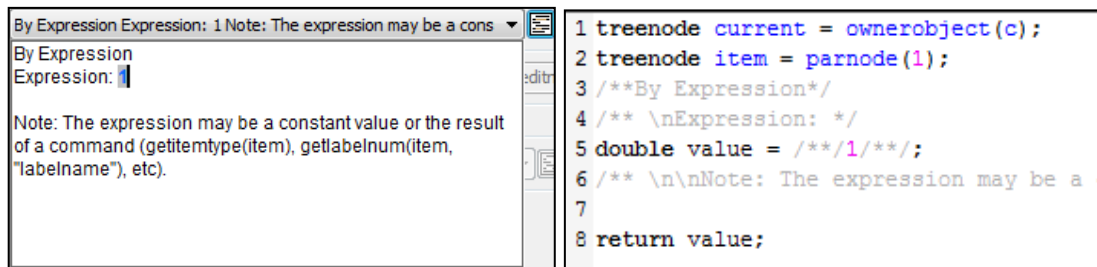 By Expression Expression: 1 Note: The expression may be a cons
By Expression
Expression: 1
Note: The expression may be a constant value or the result
of a command (getitemtype(item), getlabelnum(item,
"labelname"), etc).
1 treenode current = ownerobject(c);
2 treenode item = parnode(1);
3 /**By Expression*/
4 /** \nExpression: */
5 double value = /**/1/**/;
6 /** \n\nNote: The expression may be a
7
8 return value;